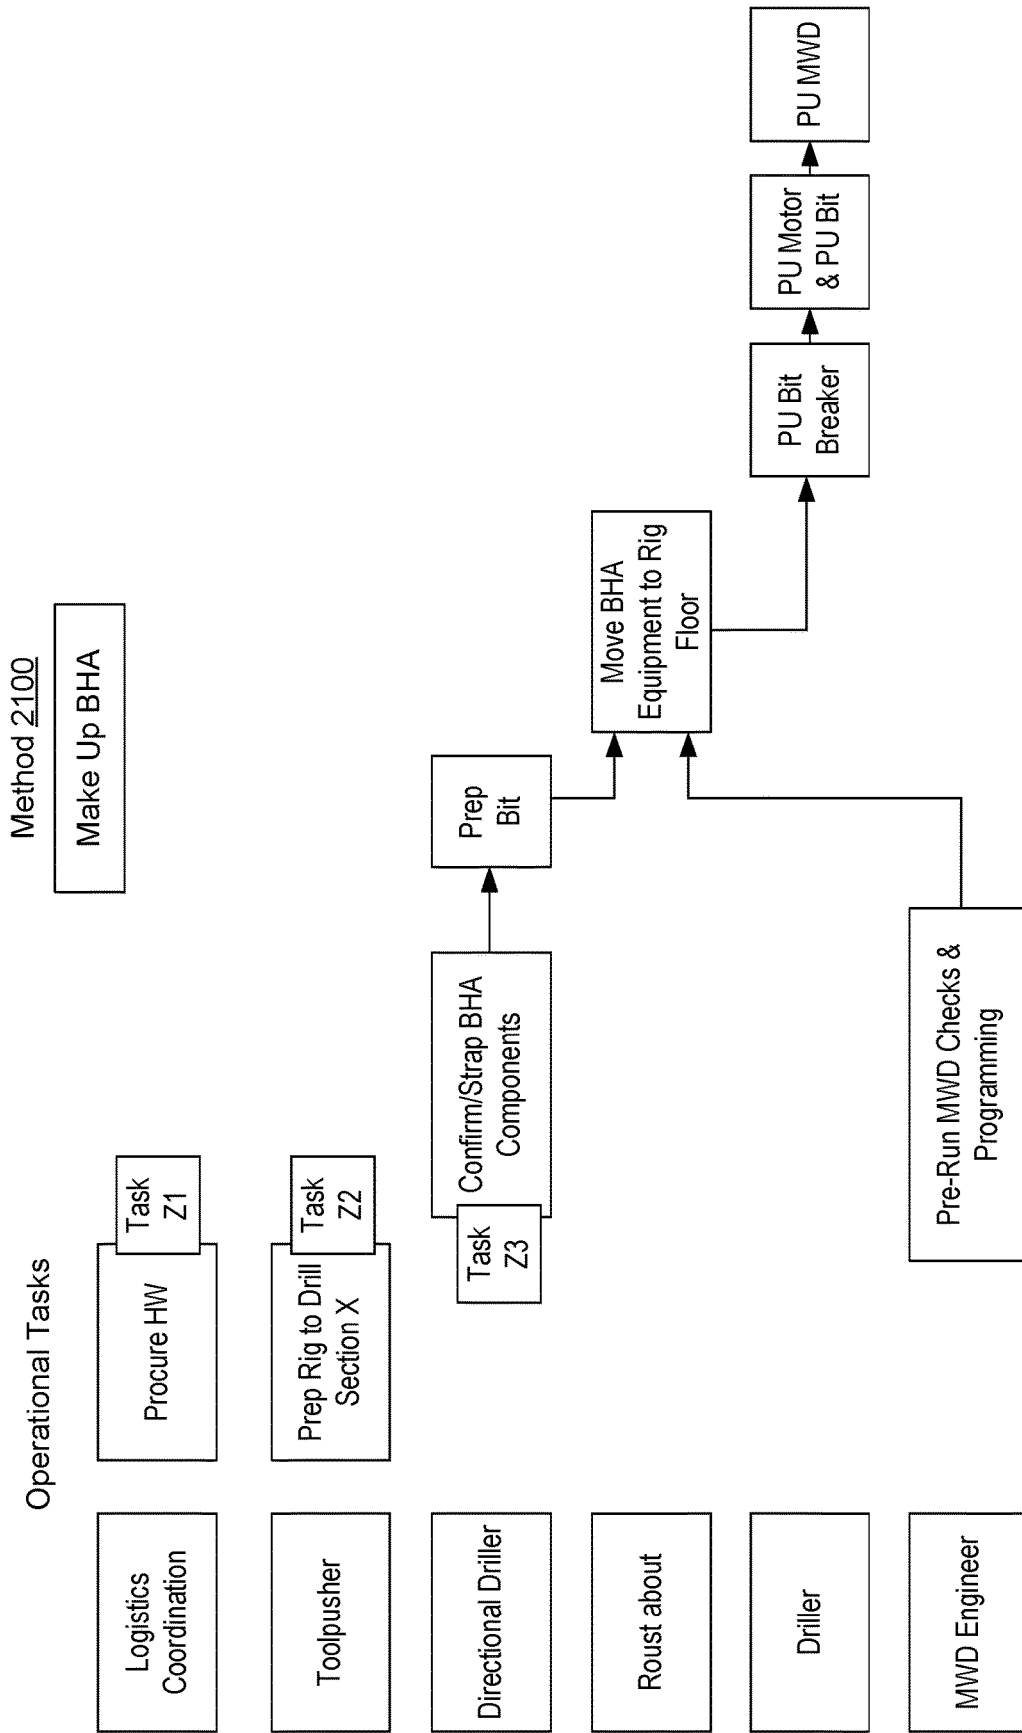 Method 2100
Make Up BHA
Operational Tasks
Logistics
Coordination
Procure HW
Task
Z1
Toolpusher
Prep Rig to Drill
Section X
Task
Z2
Directional Driller
Task
Z3
Confirm/Strap BHA
Components
Prep
Bit
Roust about
Move BHA
Equipment to Rig
Floor
Driller
PU Bit
Breaker
PU Motor
& PU Bit
PU MWD
MWD Engineer
Pre-Run MWD Checks &
Programming